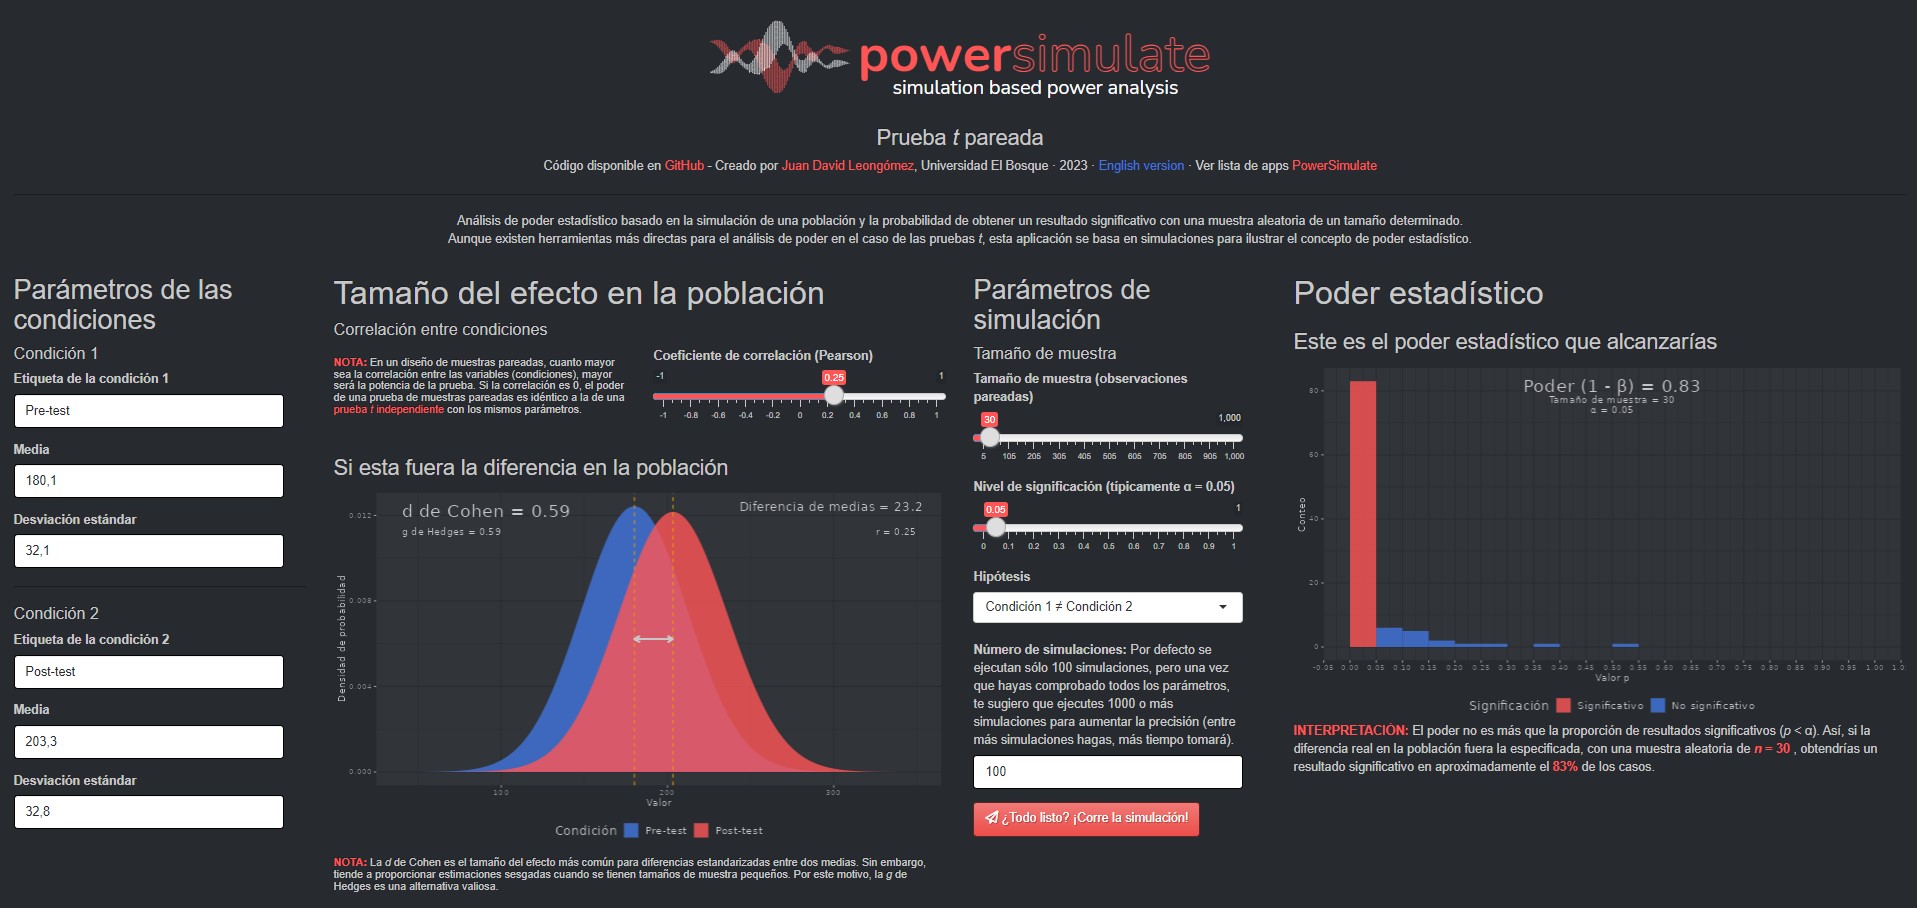 powersimulate
simulation based power analysis
Prueba t pareada
Código disponible en GitHub - Creado por Juan David Leongómez, Universidad El Bosque · 2023 · English version · Ver lista de apps PowerSimulate
Análisis de poder estadístico basado en la simulación de una población y la probabilidad de obtener un resultado significativo con una muestra aleatoria de un tamaño determinado.
Aunque existen herramientas más directas para el análisis de poder en el caso de las pruebas t, esta aplicación se basa en simulaciones para ilustrar el concepto de poder estadístico.
Parámetros de las
condiciones
Condición 1
Etiqueta de la condición 1
Pre-test
Media
180,1
Desviación estándar
32,1
Condición 2
Etiqueta de la condición 2
Post-test
Media
203,3
Desviación estándar
32,8
Tamaño del efecto en la población
Correlación entre condiciones
NOTA: En un diseño de muestras pareadas, cuanto mayor
sea la correlación entre las variables (condiciones), mayor
será la potencia de la prueba. Si la correlación es 0, el poder
de una prueba de muestras pareadas es idéntico a la de una
prueba t independiente con los mismos parámetros.
Coeficiente de correlación (Pearson)
-1 0.25 1
-1 -0.8 -0.6 -0.4 -0.2 0 0.2 0.4 0.6 0.8 1
Si esta fuera la diferencia en la población
d de Cohen = 0.59
g de Hedges = 0.59
Diferencia de medias = 23.2
r = 0.25
Densidad de probabilidad
0.012
0.008
0.004
0.000
100 200 300
Valor
Condición Pre-test Post-test
NOTA: La d de Cohen es el tamaño del efecto más común para diferencias estandarizadas entre dos medias. Sin embargo,
tiende a proporcionar estimaciones sesgadas cuando se tienen tamaños de muestra pequeños. Por este motivo, la g de
Hedges es una alternativa valiosa.
Parámetros de
simulación
Tamaño de muestra
Tamaño de muestra (observaciones
pareadas)
30 1,000
5 105 205 305 405 505 605 705 805 905 1,000
Nivel de significación (típicamente α = 0.05)
0.05 1
0 0.1 0.2 0.3 0.4 0.5 0.6 0.7 0.8 0.9 1
Hipótesis
Condición 1 ≠ Condición 2
Número de simulaciones: Por defecto se
ejecutan sólo 100 simulaciones, pero una vez
que hayas comprobado todos los parámetros,
te sugiero que ejecutes 1000 o más
simulaciones para aumentar la precisión (entre
más simulaciones hagas, más tiempo tomará).
100
¿Todo listo? ¡Corre la simulación!
Poder estadístico
Este es el poder estadístico que alcanzarías
Poder (1 - β) = 0.83
Tamaño de muestra = 30
α = 0.05
Conteo
80
60
40
20
0
-0.05 0.00 0.05 0.10 0.15 0.20 0.25 0.30 0.35 0.40 0.45 0.50 0.55 0.60 0.65 0.70 0.75 0.80 0.85 0.90 0.95 1.00 1.0
Valor p
Significación Significativo No significativo
INTERPRETACIÓN: El poder no es más que la proporción de resultados significativos (p < α). Así, si la
diferencia real en la población fuera la especificada, con una muestra aleatoria de n = 30 , obtendrías un
resultado significativo en aproximadamente el 83% de los casos.